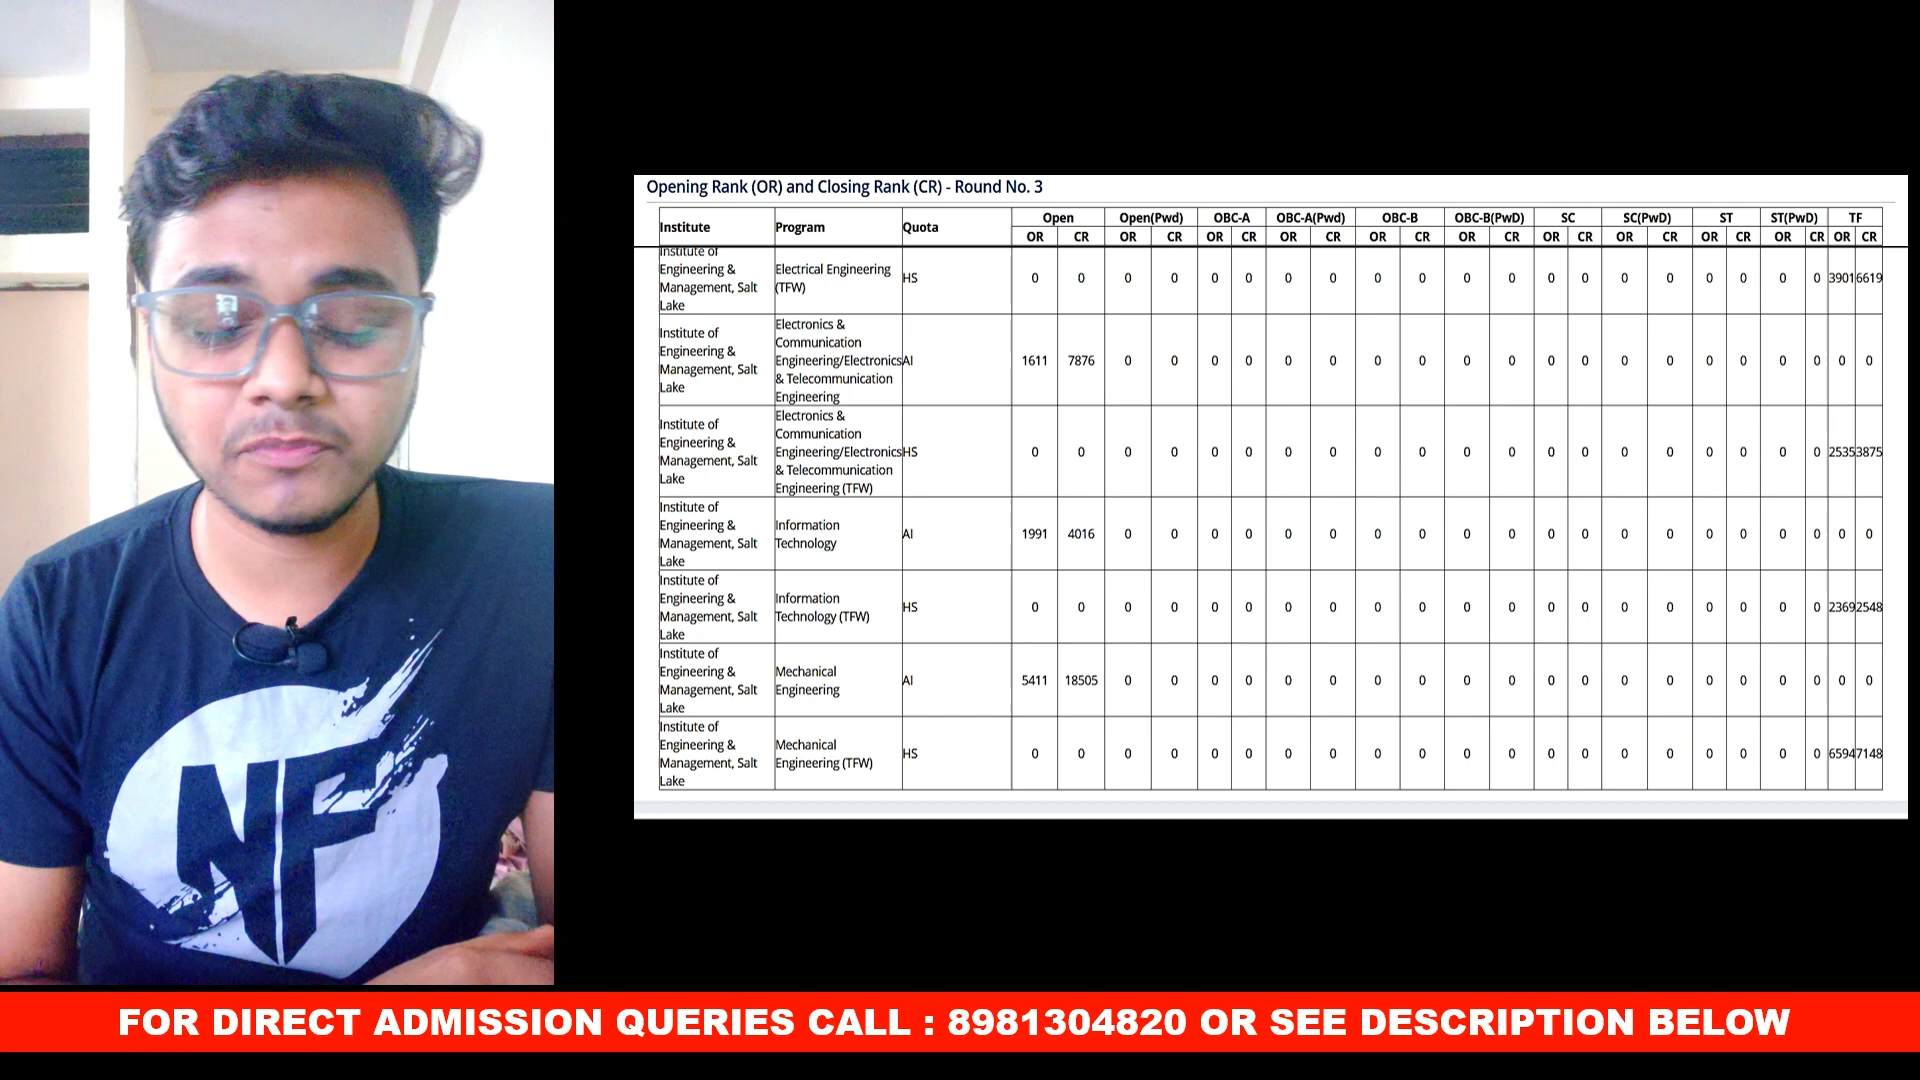 Opening Rank (OR) and Closing Rank (CR) - Round No. 3
Institute Program Quota Open Open(Pwd) OBC-A OBC-A(Pwd) OBC-B OBC-B(PwD) SC SC(PwD) ST ST(PwD) TF
OR CR OR CR OR CR OR CR OR CR OR CR OR CR OR CR OR CR OR CR OR CR
Institute of Engineering & Management, Salt Lake Electrical Engineering (TFW) HS 0 0 0 0 0 0 0 0 0 0 0 0 0 0 0 0 0 0 0 0 3901 6619
Institute of Engineering & Management, Salt Lake Electronics & Communication Engineering/Electronics & Telecommunication Engineering AI 1611 7876 0 0 0 0 0 0 0 0 0 0 0 0 0 0 0 0 0 0 0 0
Institute of Engineering & Management, Salt Lake Electronics & Communication Engineering/Electronics & Telecommunication Engineering (TFW) HS 0 0 0 0 0 0 0 0 0 0 0 0 0 0 0 0 0 0 0 0 2535 3875
Institute of Engineering & Management, Salt Lake Information Technology AI 1991 4016 0 0 0 0 0 0 0 0 0 0 0 0 0 0 0 0 0 0 0 0
Institute of Engineering & Management, Salt Lake Information Technology (TFW) HS 0 0 0 0 0 0 0 0 0 0 0 0 0 0 0 0 0 0 0 0 2369 2548
Institute of Engineering & Management, Salt Lake Mechanical Engineering AI 5411 18505 0 0 0 0 0 0 0 0 0 0 0 0 0 0 0 0 0 0 0 0
Institute of Engineering & Management, Salt Lake Mechanical Engineering (TFW) HS 0 0 0 0 0 0 0 0 0 0 0 0 0 0 0 0 0 0 0 0 6594 7148
NF
FOR DIRECT ADMISSION QUERIES CALL : 8981304820 OR SEE DESCRIPTION BELOW